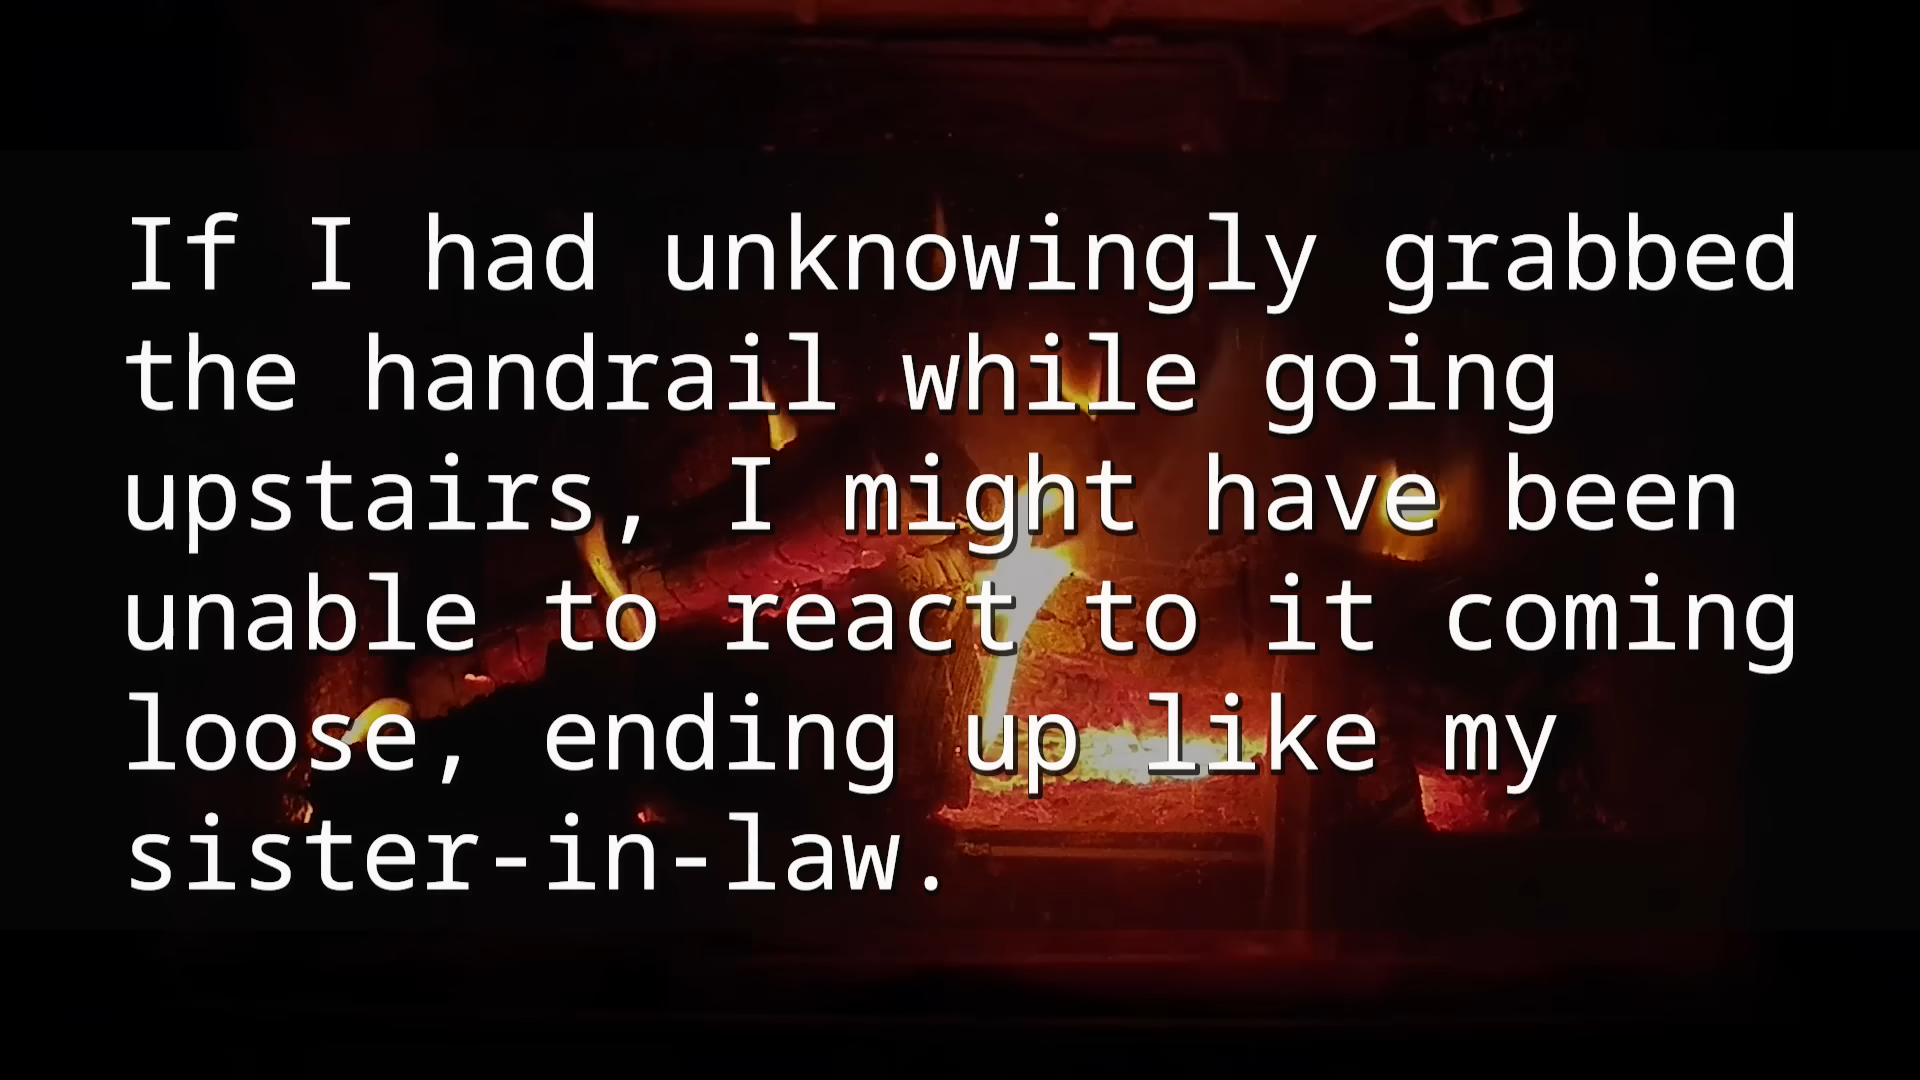 If I had unknowingly grabbed
the handrail while going
upstairs, I might have been
unable to react to it coming
loose, ending up like my
sister-in-law.